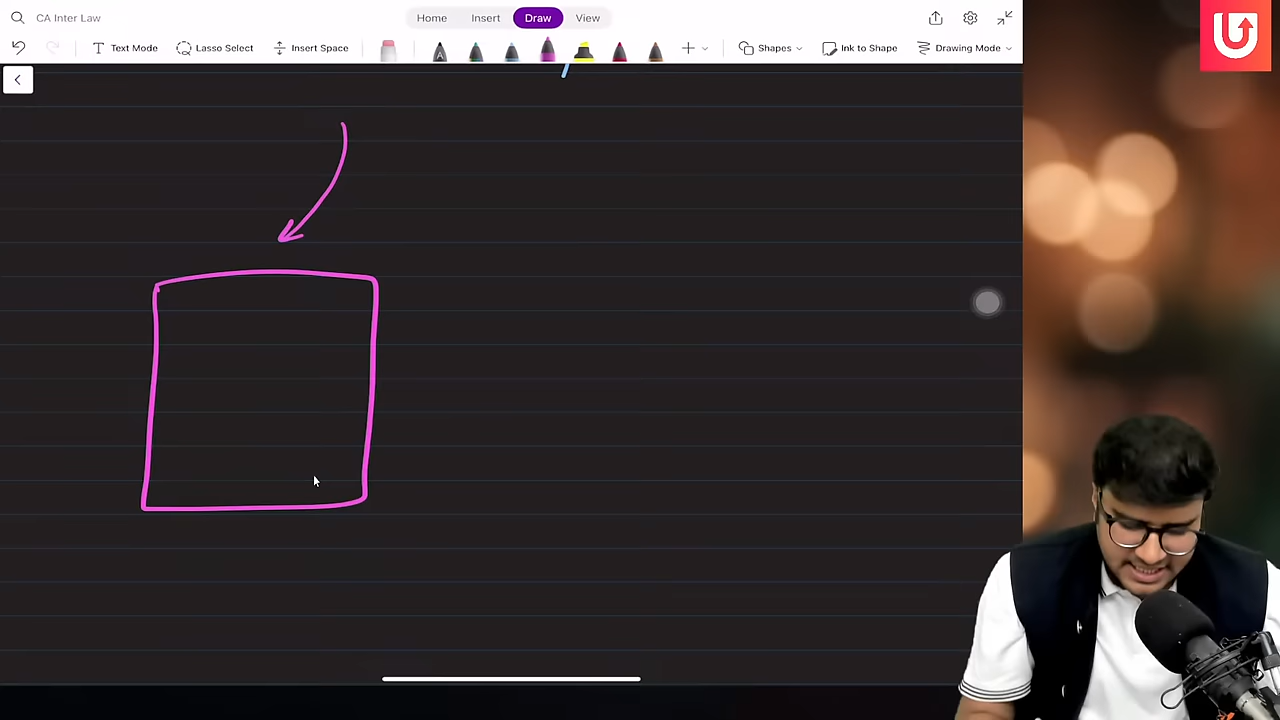 CA Inter Law
Home Insert Draw View
Text Mode Lasso Select Insert Space Shapes Ink to Shape Drawing Mode